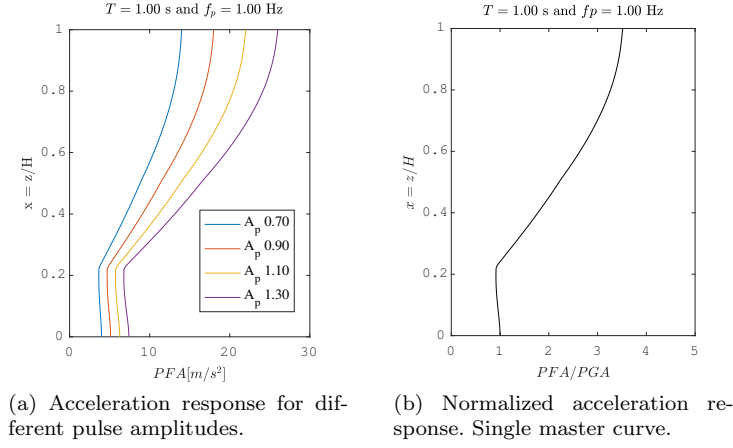 T = 1.00 s and f_p = 1.00 Hz
1
0.8
0.6
0.4
0.2
0
x = z/H
A_p 0.70
A_p 0.90
A_p 1.10
A_p 1.30
0 10 20 30
PFA[m/s²]
(a) Acceleration response for dif-
ferent pulse amplitudes.
T = 1.00 s and fp = 1.00 Hz
1
0.8
0.6
0.4
0.2
0
x = z/H
0 1 2 3 4 5
PFA/PGA
(b) Normalized acceleration re-
sponse. Single master curve.